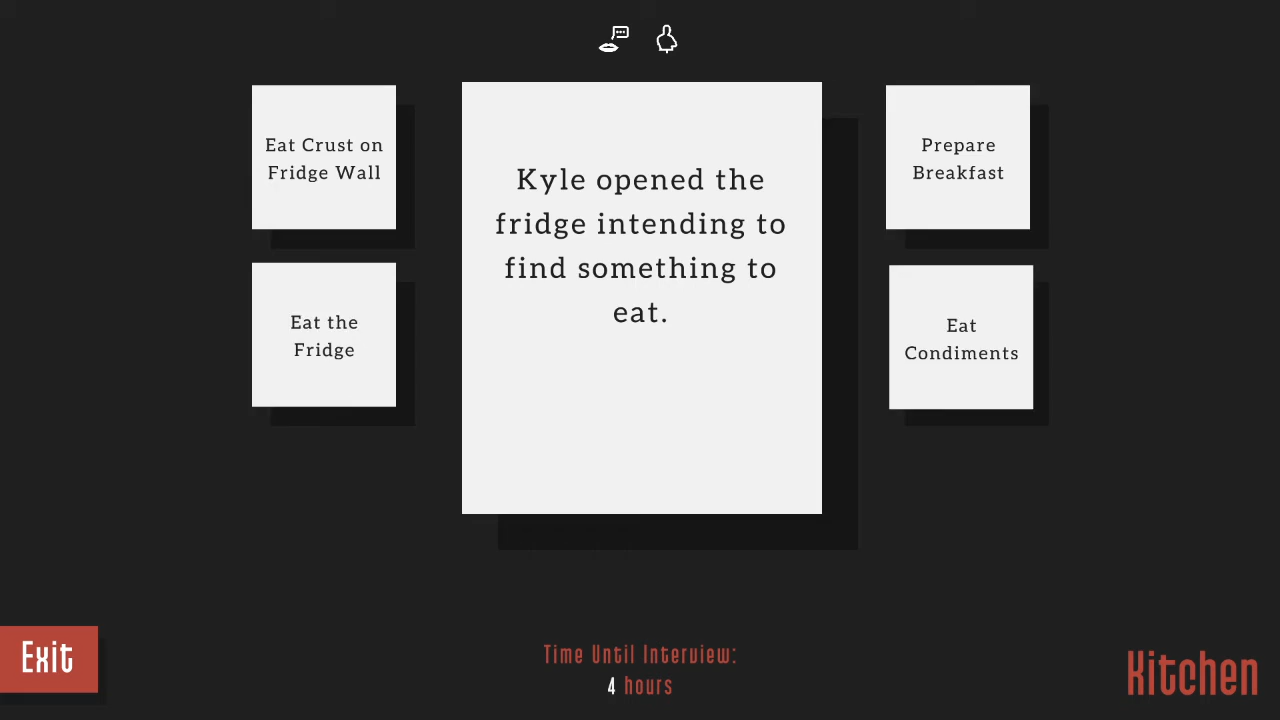 Eat Crust on
Fridge Wall
Eat the
Fridge
Kyle opened the
fridge intending to
find something to
eat.
Prepare
Breakfast
Eat
Condiments
Exit
Time Until Interview:
4 hours
Kitchen